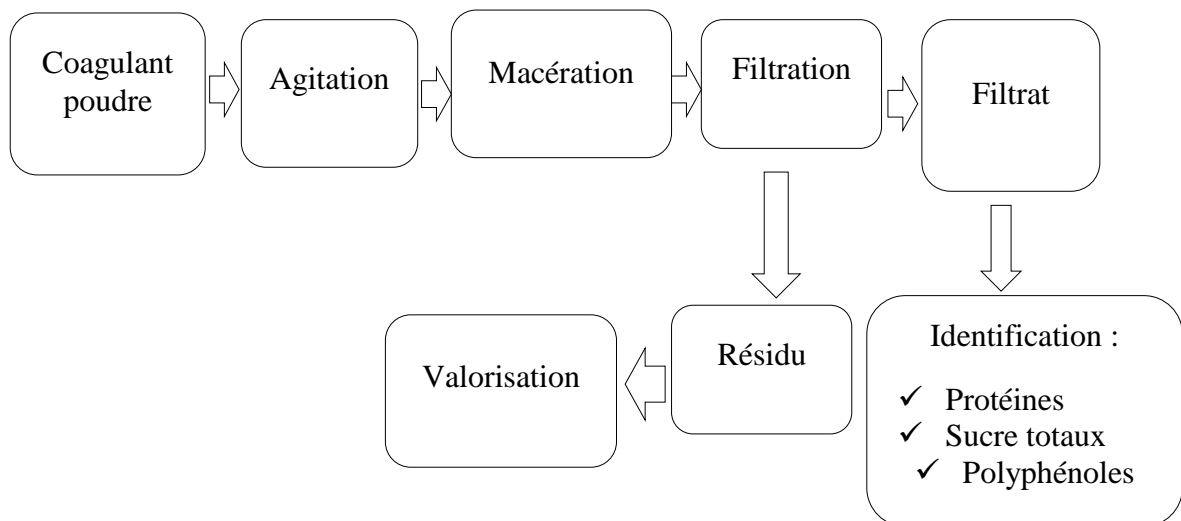 Coagulant
poudre
Agitation
Macération
Filtration
Filtrat
Valorisation
Résidu
Identification :
✓ Protéines
✓ Sucre totaux
✓ Polyphénoles